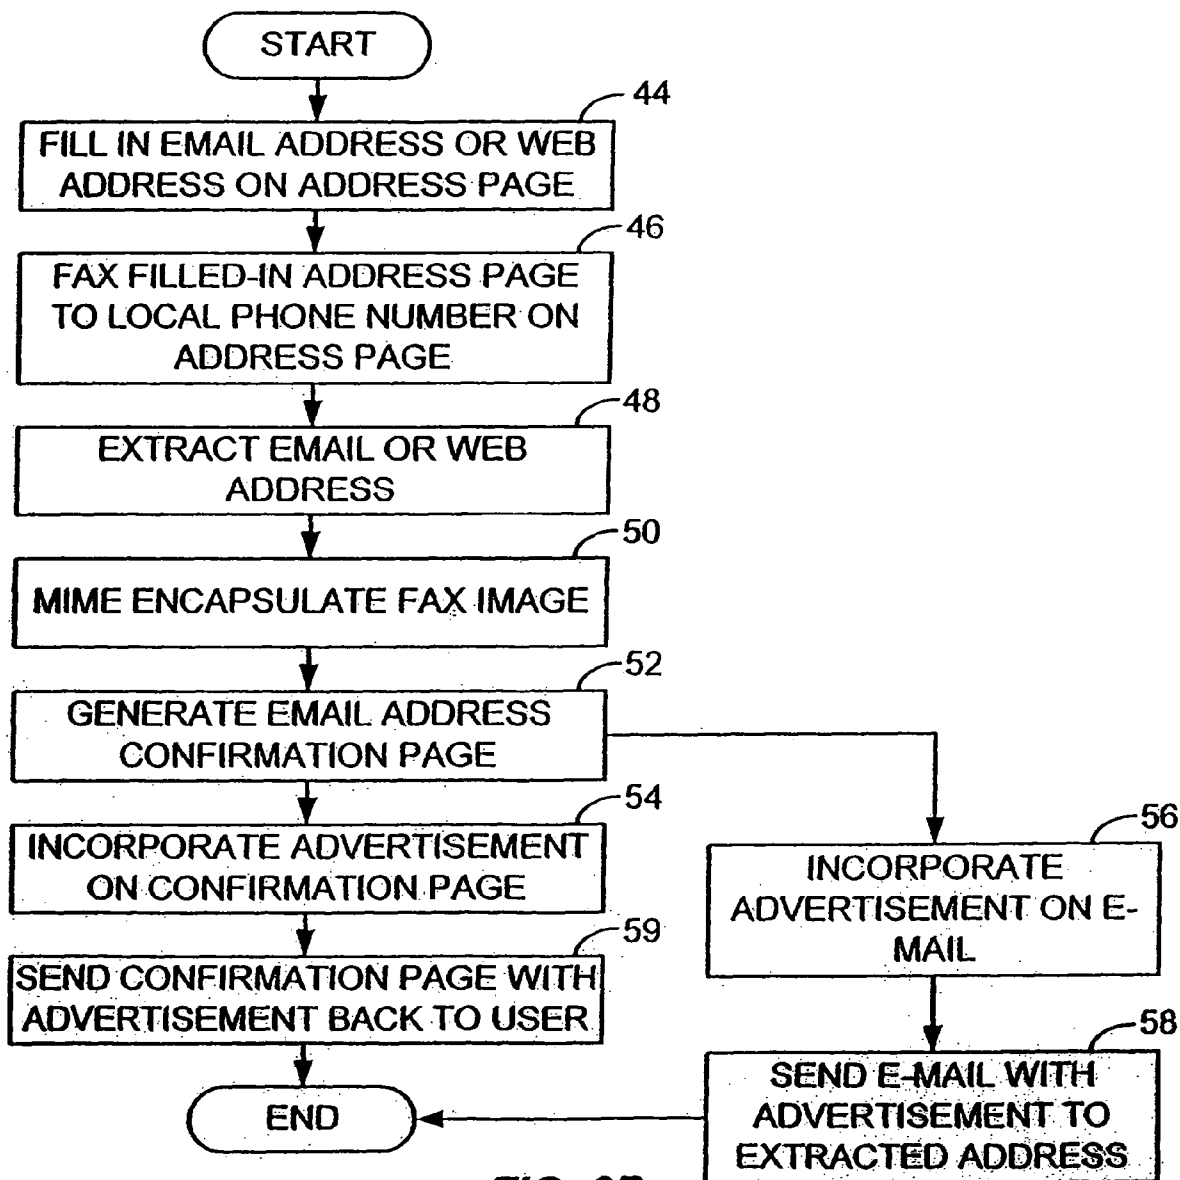 START
44
FILL IN EMAIL ADDRESS OR WEB
ADDRESS ON ADDRESS PAGE
46
FAX FILLED-IN ADDRESS PAGE
TO LOCAL PHONE NUMBER ON
ADDRESS PAGE
48
EXTRACT EMAIL OR WEB
ADDRESS
50
MIME ENCAPSULATE FAX IMAGE
52
GENERATE EMAIL ADDRESS
CONFIRMATION PAGE
54
INCORPORATE ADVERTISEMENT
ON CONFIRMATION PAGE
59
SEND CONFIRMATION PAGE WITH
ADVERTISEMENT BACK TO USER
END
56
INCORPORATE
ADVERTISEMENT ON E-
MAIL
58
SEND E-MAIL WITH
ADVERTISEMENT TO
EXTRACTED ADDRESS